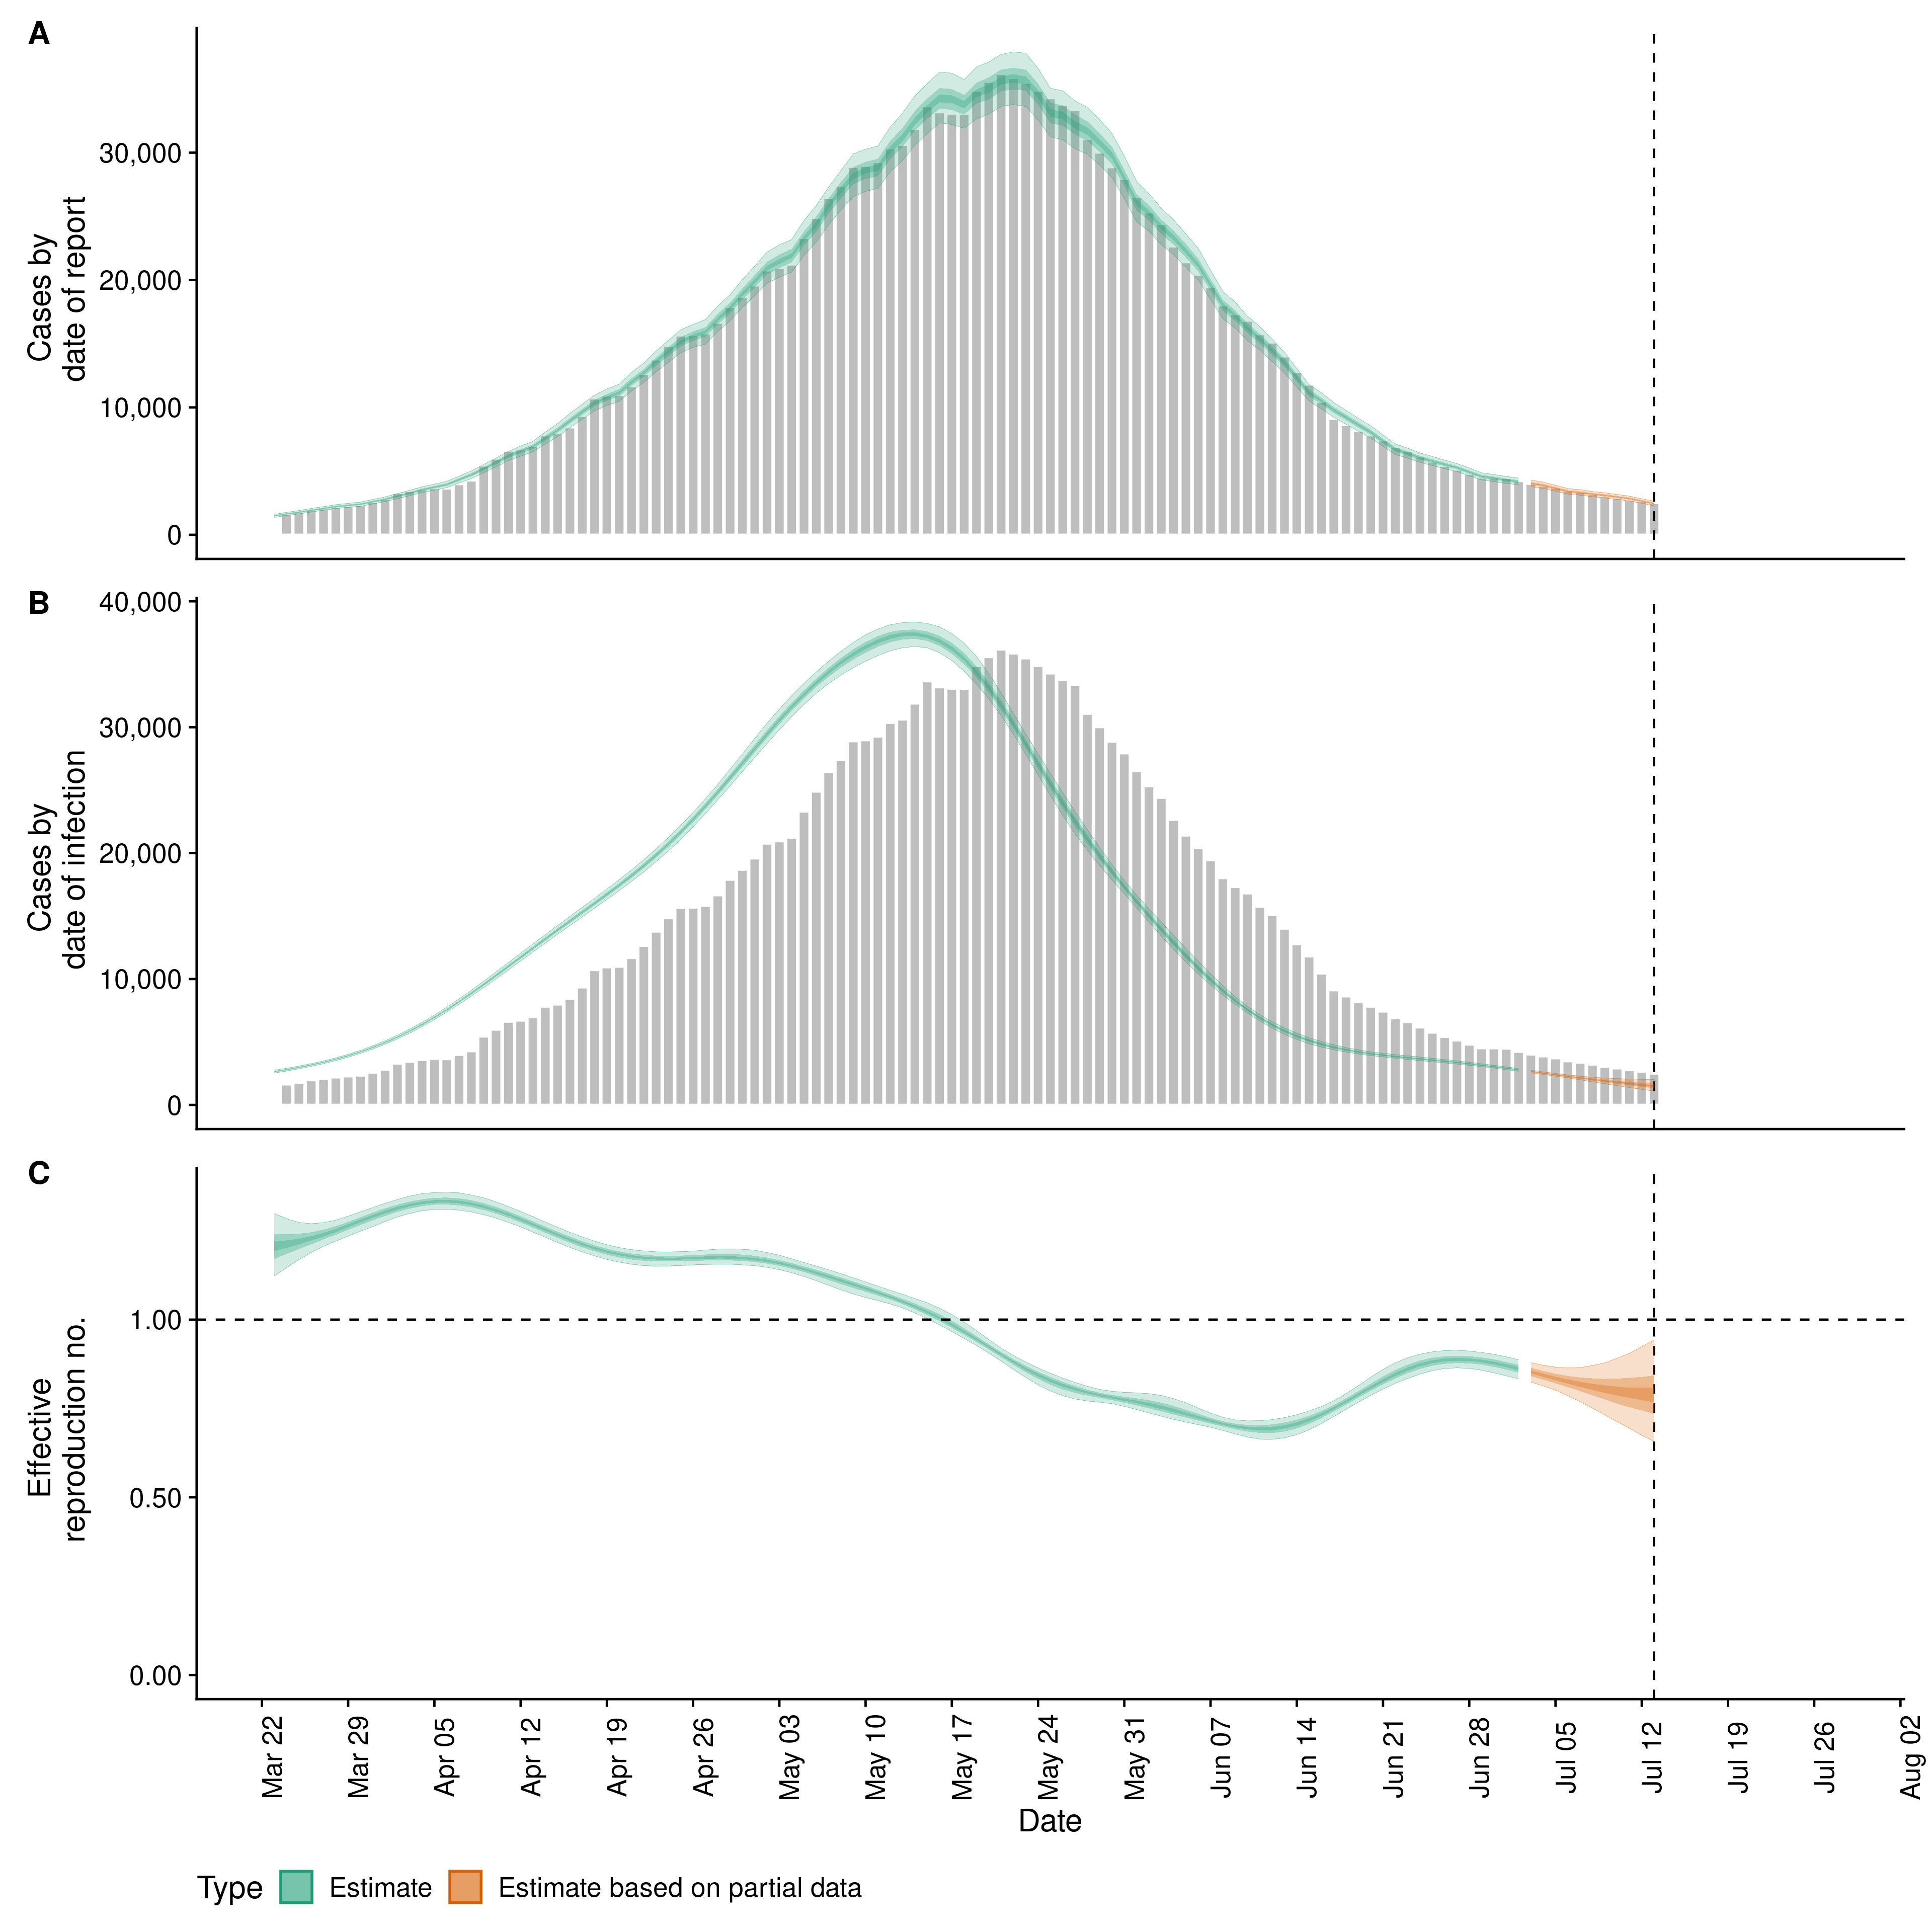 A
Cases by
date of report
30,000
20,000
10,000
0
B
Cases by
date of infection
40,000
30,000
20,000
10,000
0
C
Effective
reproduction no.
1.00
0.50
0.00
Mar 22
Mar 29
Apr 05
Apr 12
Apr 19
Apr 26
May 03
May 10
May 17
May 24
May 31
Jun 07
Jun 14
Jun 21
Jun 28
Jul 05
Jul 12
Jul 19
Jul 26
Aug 02
Date
Type Estimate Estimate based on partial data